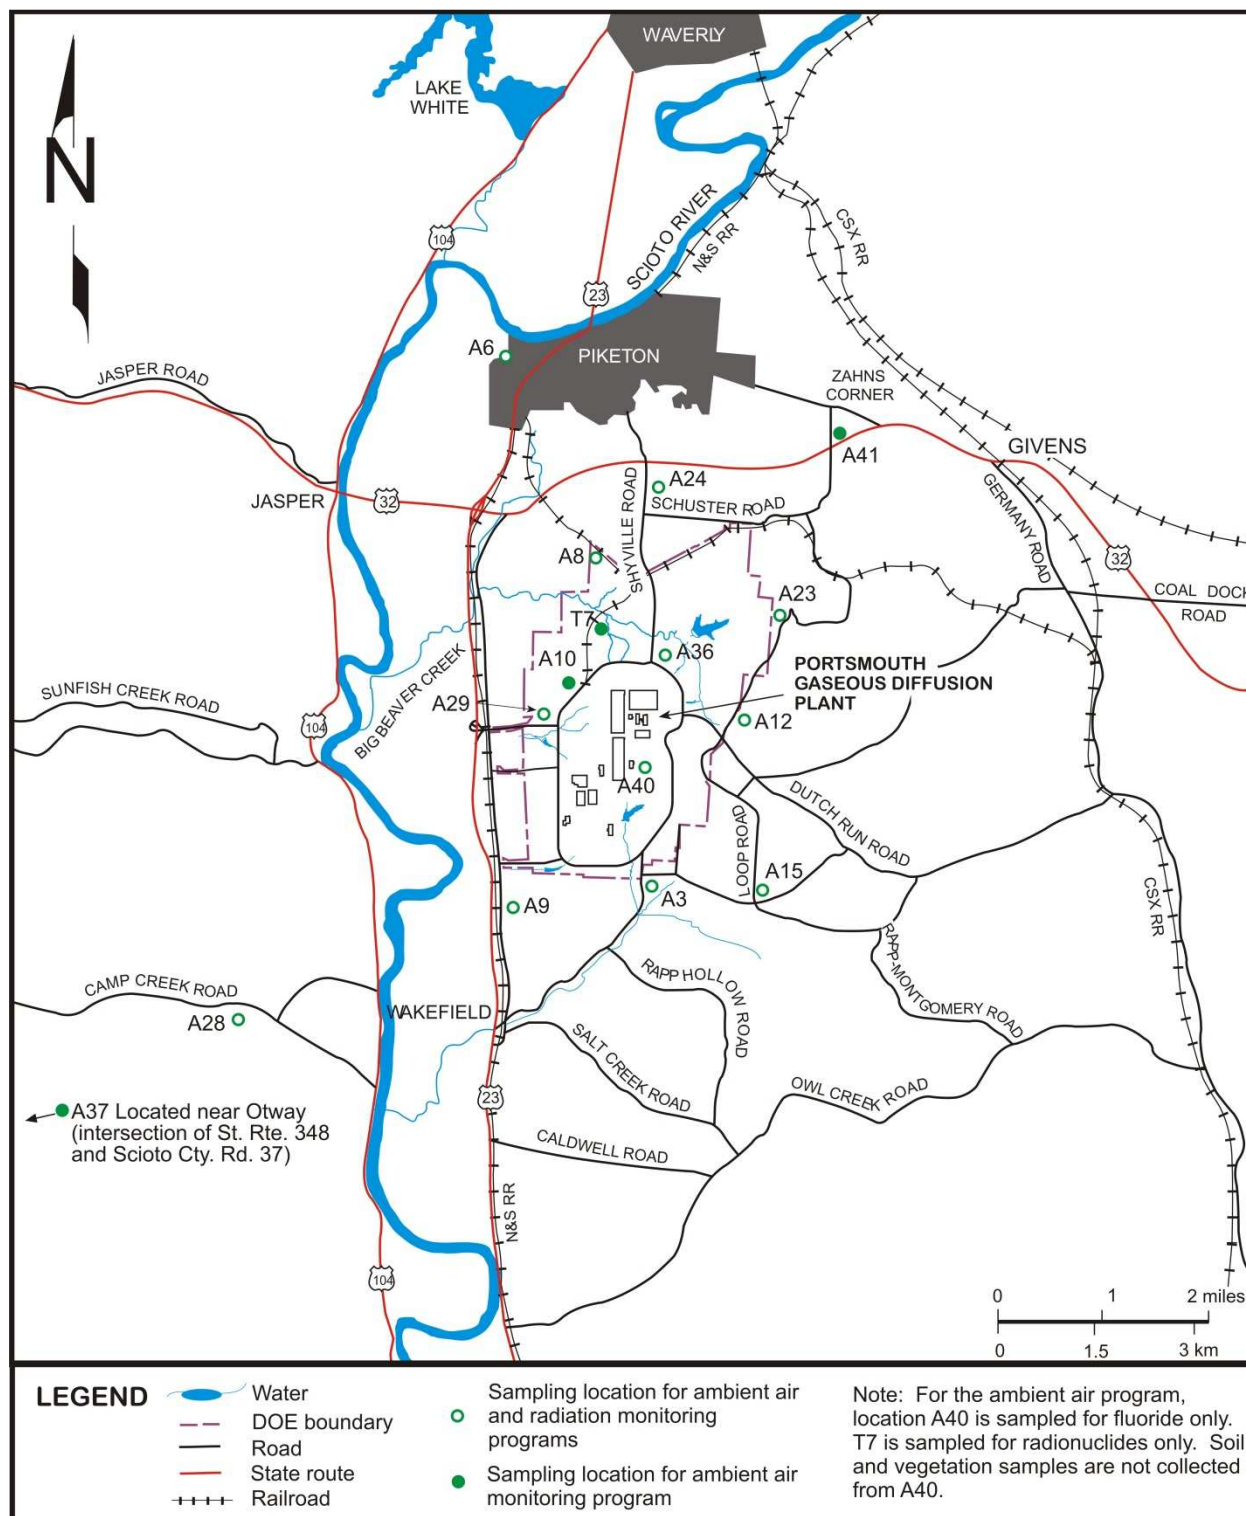 WAVERLY
LAKE
WHITE
N
104
SCIOTO RIVER
N&S RR
CSX RR
23
A6
PIKETON
JASPER ROAD
ZAHNS
CORNER
A41
GIVENS
A24
SCHUSTER ROAD
JASPER
32
SHYVILLE ROAD
GERMANY ROAD
A8
32
COAL DOCK
ROAD
A23
T7
A36
A10
PORTSMOUTH
GASEOUS DIFFUSION
PLANT
SUNFISH CREEK ROAD
BIG BEAVER CREEK
A29
A12
104
A40
DUTCH RUN ROAD
LOOP ROAD
A15
A3
A9
RAPP-MONTGOMERY ROAD
CSX RR
RAPP HOLLOW ROAD
CAMP CREEK ROAD
A28
WAKEFIELD
SALT CREEK ROAD
OWL CREEK ROAD
23
A37 Located near Otway
(intersection of St. Rte. 348
and Scioto Cty. Rd. 37)
CALDWELL ROAD
N&S RR
104
0 1 2 miles
0 1.5 3 km
LEGEND
Water
DOE boundary
Road
State route
Railroad
Sampling location for ambient air
and radiation monitoring
programs
Sampling location for ambient air
monitoring program
Note: For the ambient air program,
location A40 is sampled for fluoride only.
T7 is sampled for radionuclides only. Soil
and vegetation samples are not collected
from A40.